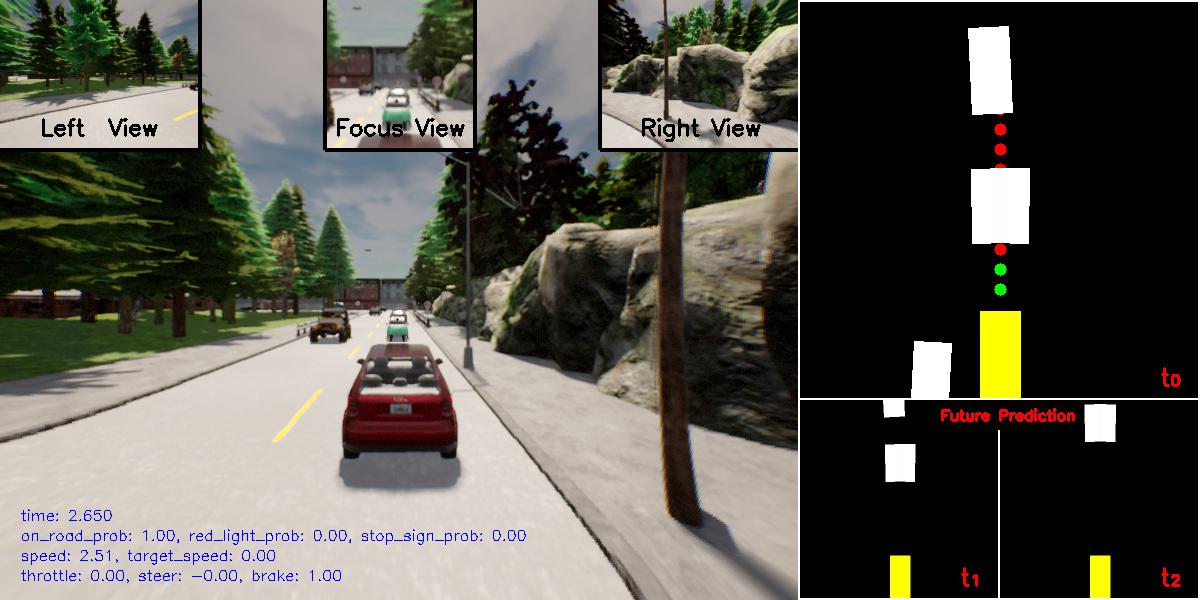 Left View
Focus View
Right View
time: 2.650
on_road_prob: 1.00, red_light_prob: 0.00, stop_sign_prob: 0.00
speed: 2.51, target_speed: 0.00
throttle: 0.00, steer: −0.00, brake: 1.00
t0
Future Prediction
t1
t2